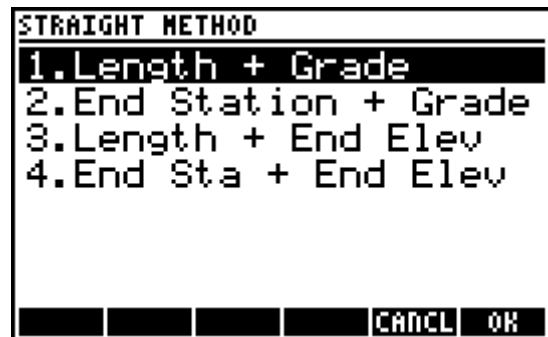 STRAIGHT METHOD
1.Length + Grade
2.End Station + Grade
3.Length + End Elev
4.End Sta + End Elev
CANCL OK